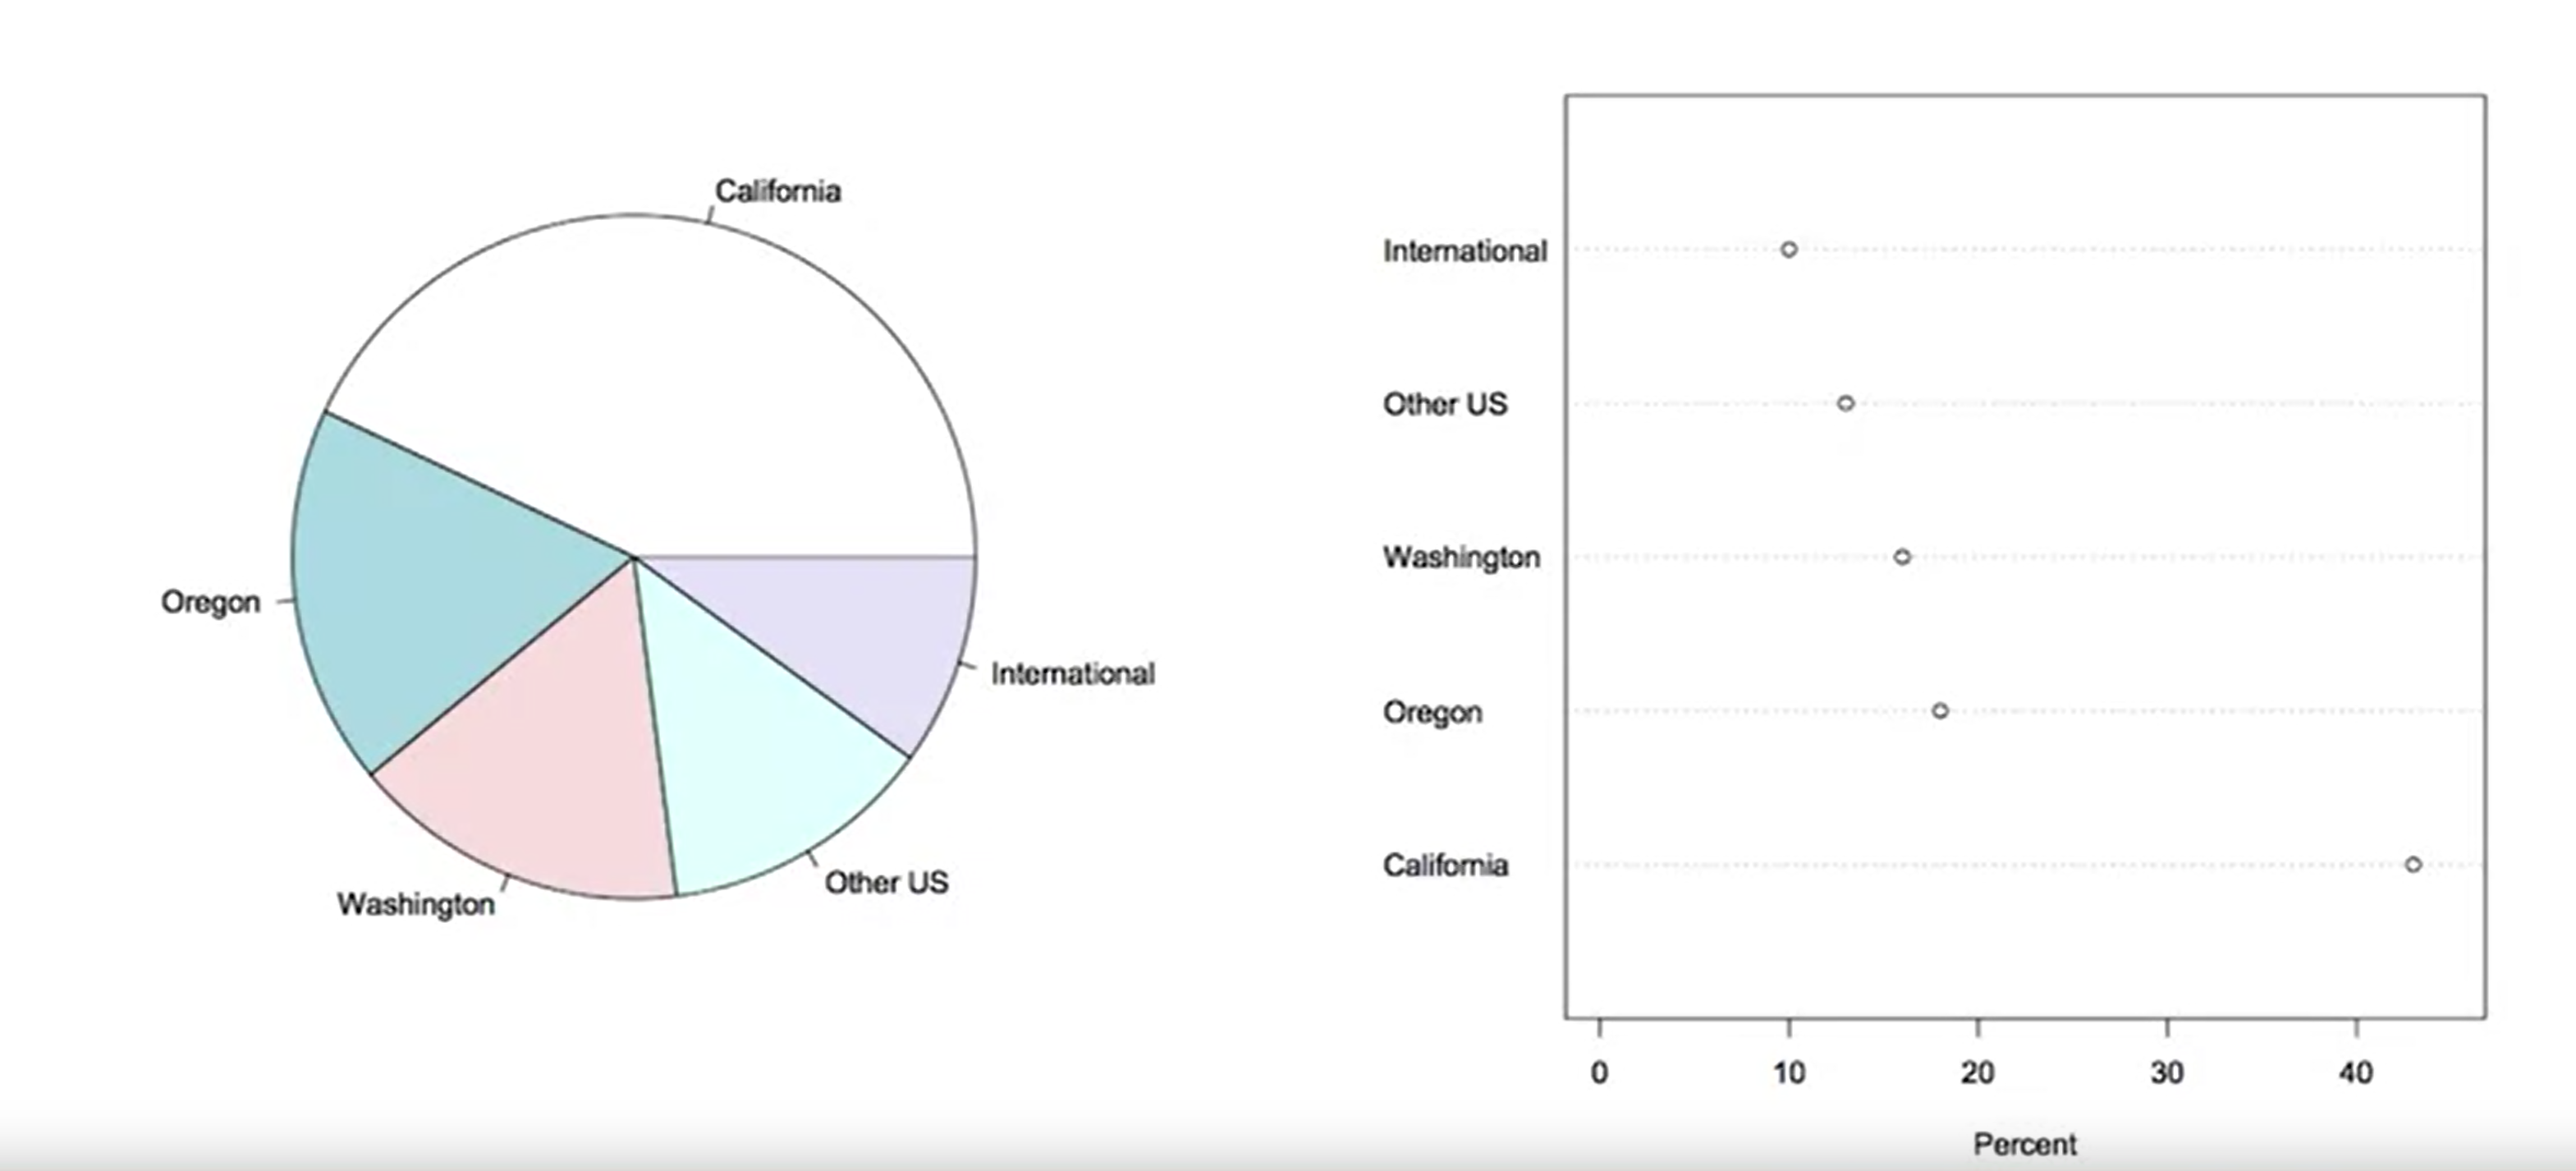 California
Oregon
International
Other US
Washington
International
Other US
Washington
Oregon
California
0 10 20 30 40
Percent